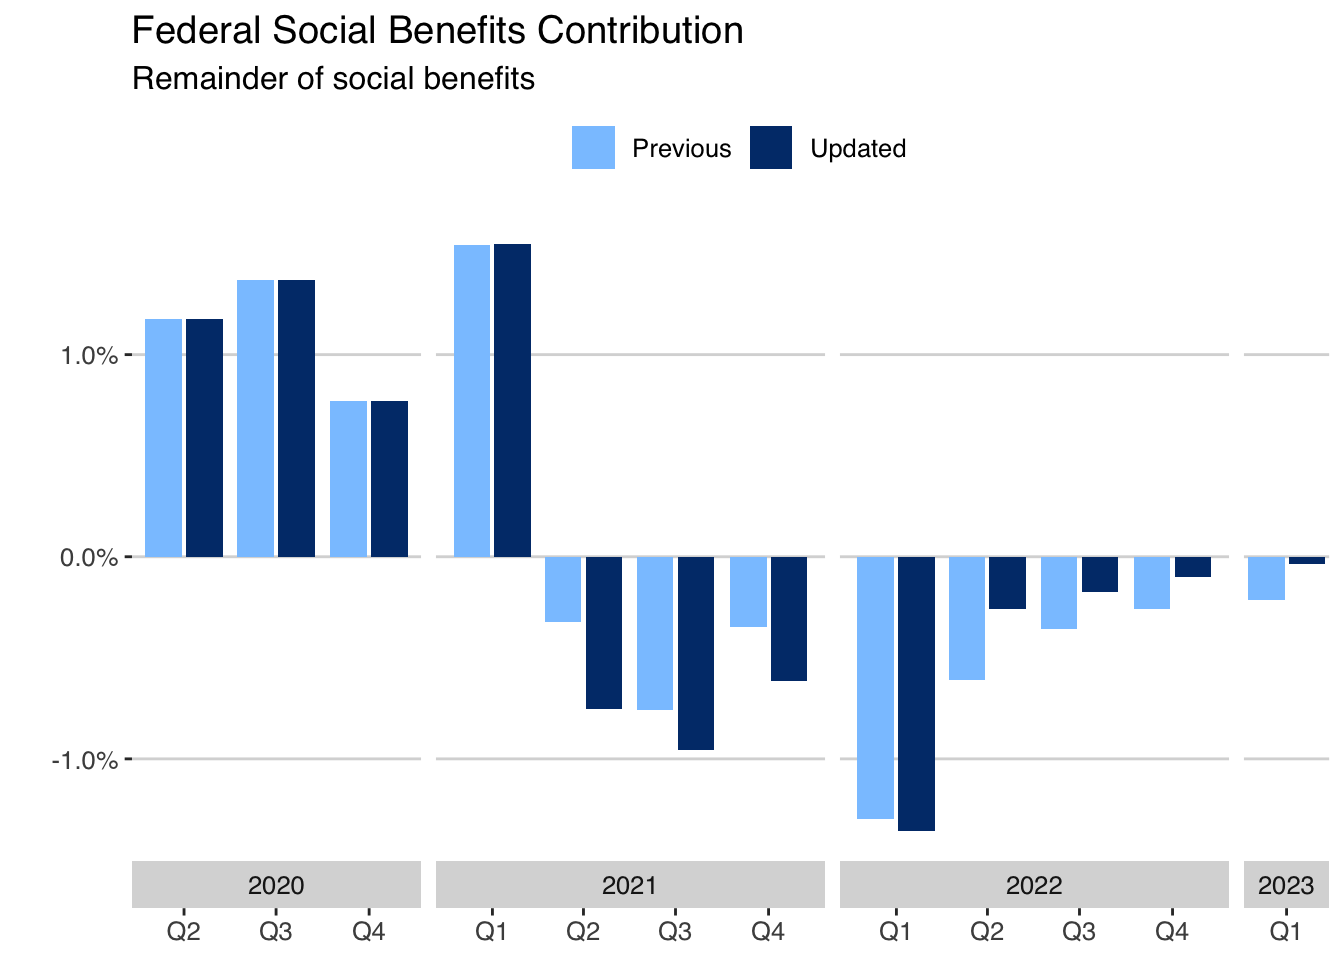 Federal Social Benefits Contribution
Remainder of social benefits
Previous Updated
1.0%
0.0%
-1.0%
2020 2021 2022 2023
Q2 Q3 Q4 Q1 Q2 Q3 Q4 Q1 Q2 Q3 Q4 Q1